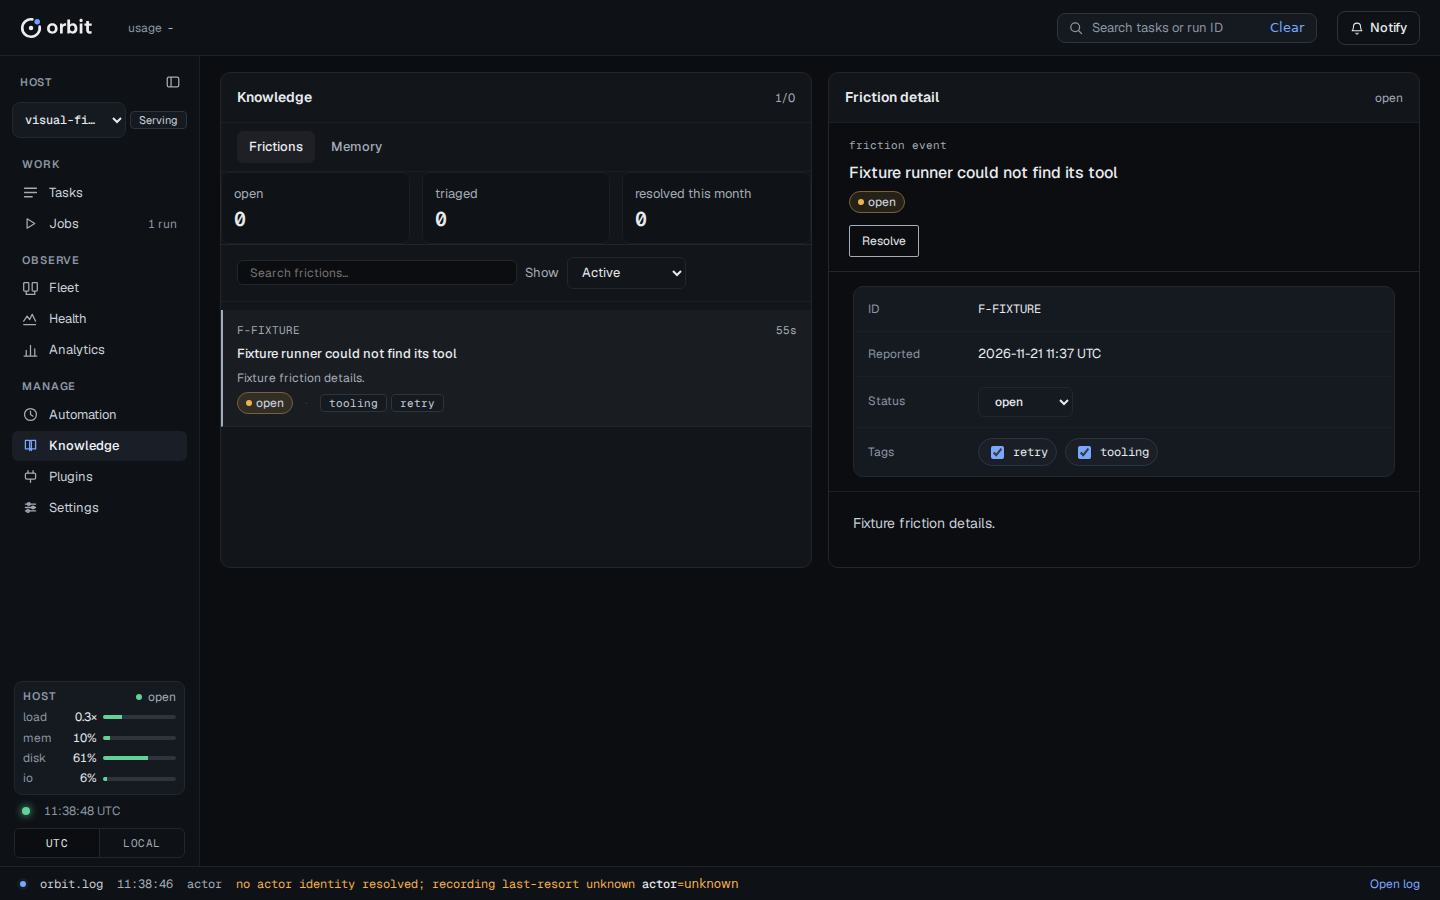 orbit
usage -
Search tasks or run ID
Clear
Notify
HOST
visual-fi…
Serving
WORK
Tasks
Jobs
1 run
OBSERVE
Fleet
Health
Analytics
MANAGE
Automation
Knowledge
Plugins
Settings
HOST
open
load 0.3×
mem 10%
disk 61%
io 6%
11:38:48 UTC
UTC
LOCAL
Knowledge
1/0
Frictions
Memory
open
0
triaged
0
resolved this month
0
Search frictions…
Show
Active
F-FIXTURE
55s
Fixture runner could not find its tool
Fixture friction details.
open · tooling retry
Friction detail
open
friction event
Fixture runner could not find its tool
open
Resolve
ID F-FIXTURE
Reported 2026-11-21 11:37 UTC
Status open
Tags retry tooling
Fixture friction details.
orbit.log 11:38:46 actor no actor identity resolved; recording last-resort unknown actor=unknown
Open log